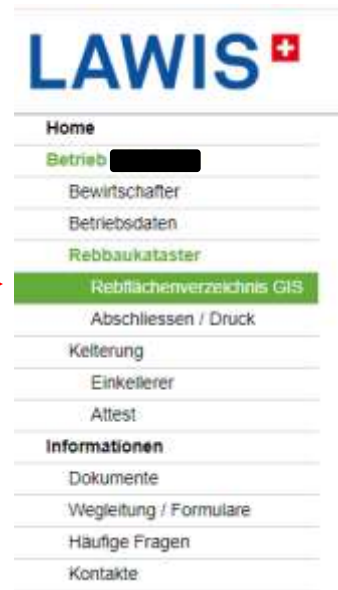 LAWIS
Home
Betrieb
Bewirtschafter
Betriebsdaten
Rebbaukataster
Rebflächenverzeichnis GIS
Abschliessen / Druck
Kelterung
Einkellerer
Attest
Informationen
Dokumente
Wegleitung / Formulare
Häufige Fragen
Kontakte